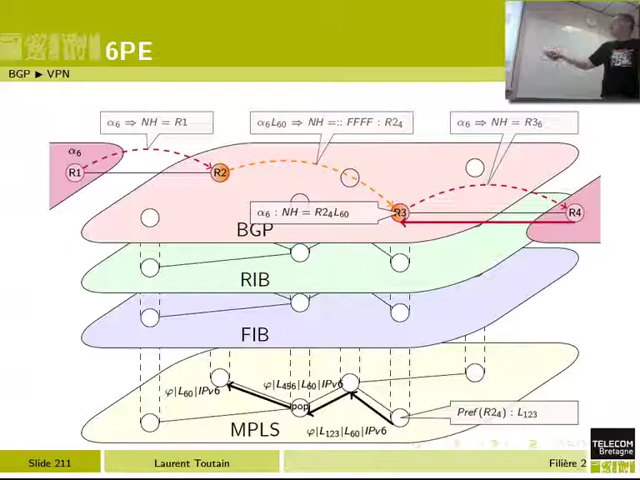 6PE
BGP ▶ VPN
α₆ ⇒ NH = R1
α₆L₆₀ ⇒ NH =:: FFFF : R2₄
α₆ ⇒ NH = R3₆
α₆
R1
R2
α₆ : NH = R2₄L₆₀
R3
R4
BGP
RIB
FIB
φ|L₆₀|IPv6
φ|L₄₅₆|L₆₀|IPv6
pop
φ|L₁₂₃|L₆₀|IPv6
Pref(R2₄) : L₁₂₃
MPLS
TELECOM
Bretagne
Slide 211
Laurent Toutain
Filière 2